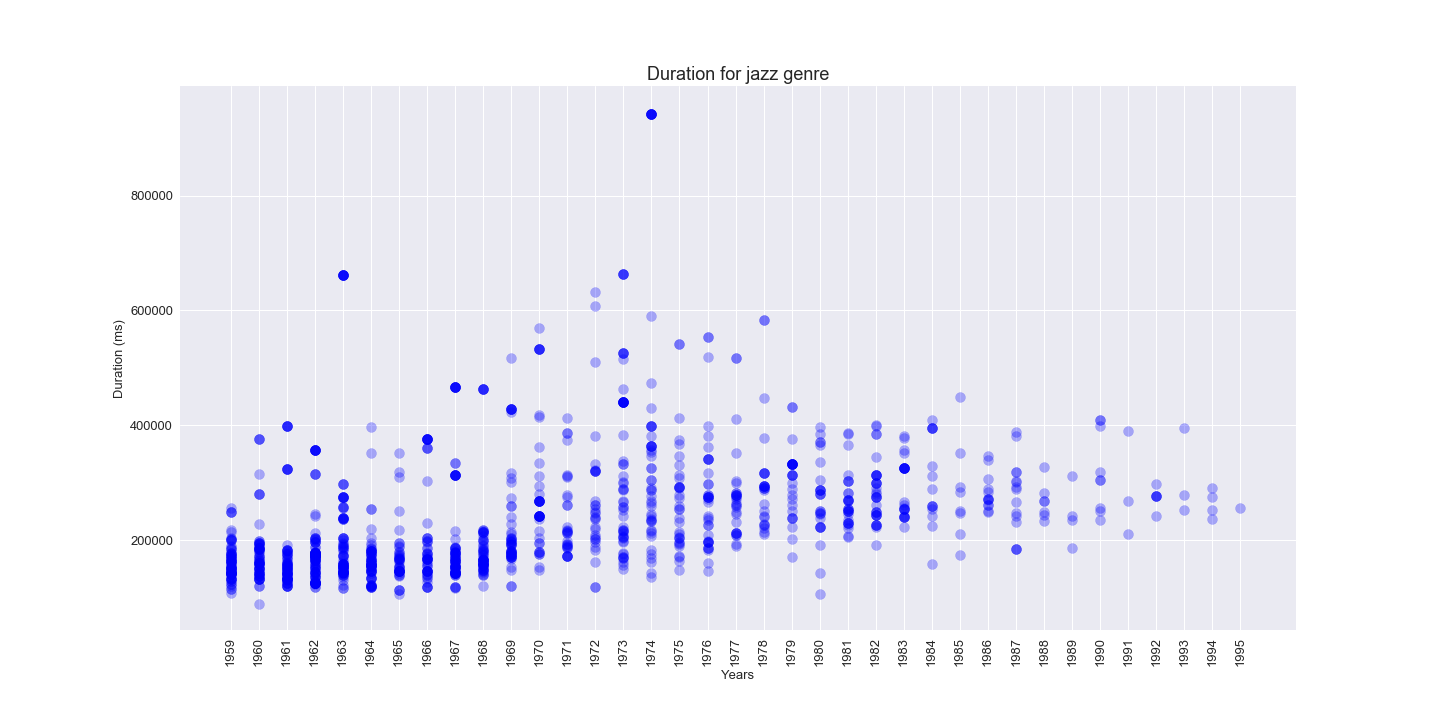 Duration for jazz genre
800000
600000
400000
200000
Duration (ms)
1959 1960 1961 1962 1963 1964 1965 1966 1967 1968 1969 1970 1971 1972 1973 1974 1975 1976 1977 1978 1979 1980 1981 1982 1983 1984 1985 1986 1987 1988 1989 1990 1991 1992 1993 1994 1995
Years